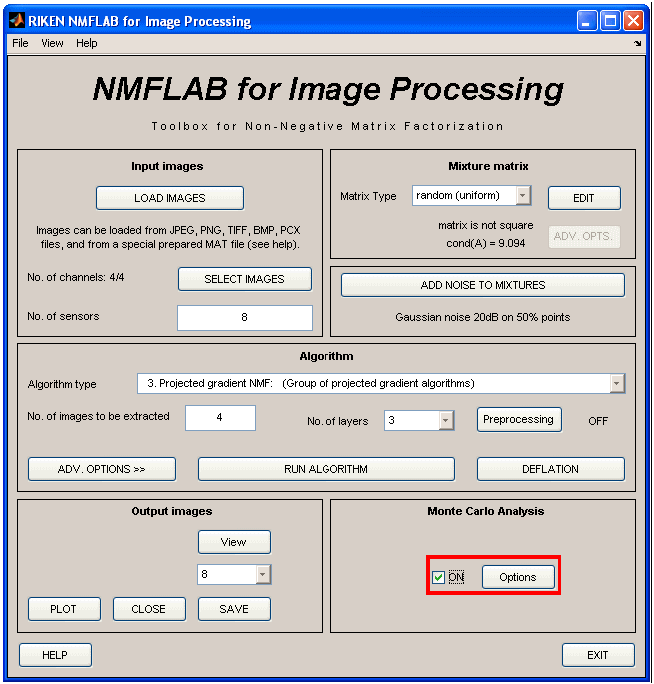 RIKEN NMFLAB for Image Processing
File View Help
NMFLAB for Image Processing
Toolbox for Non-Negative Matrix Factorization
Input images
LOAD IMAGES
Images can be loaded from JPEG, PNG, TIFF, BMP, PCX
files, and from a special prepared MAT file (see help).
No. of channels: 4/4
SELECT IMAGES
No. of sensors
8
Mixture matrix
Matrix Type
random (uniform)
EDIT
matrix is not square
cond(A) = 9.094
ADV. OPTS.
ADD NOISE TO MIXTURES
Gaussian noise 20dB on 50% points
Algorithm
Algorithm type
3. Projected gradient NMF: (Group of projected gradient algorithms)
No. of images to be extracted
4
No. of layers
3
Preprocessing
OFF
ADV. OPTIONS >>
RUN ALGORITHM
DEFLATION
Output images
View
8
PLOT
CLOSE
SAVE
Monte Carlo Analysis
ON
Options
HELP
EXIT